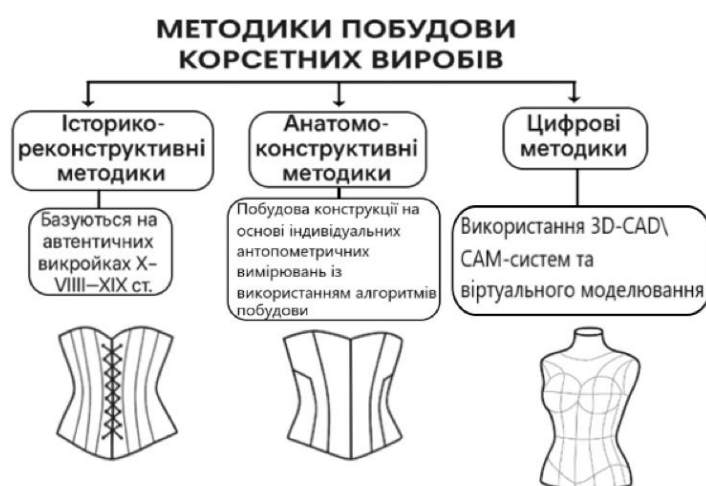 МЕТОДИКИ ПОБУДОВИ
КОРСЕТНИХ ВИРОБІВ
Історико-
реконструктивні
методики
Базуються на
автентичних
викройках X–
VIIII–XIX ст.
Анатомо-
конструктивні
методики
Побудова конструкції на
основі індивідуальних
антопометричних
вимірювань із
використанням алгоритмів
побудови
Цифрові
методики
Використання 3D-CAD\
CAM-систем та
віртуального моделювання